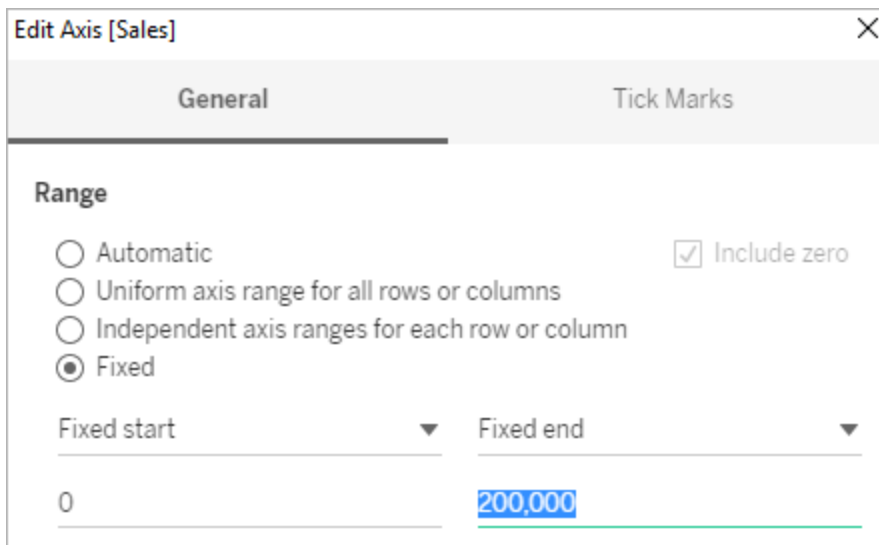 Edit Axis [Sales]
General
Tick Marks
Range
Automatic
Include zero
Uniform axis range for all rows or columns
Independent axis ranges for each row or column
Fixed
Fixed start
Fixed end
0
200,000